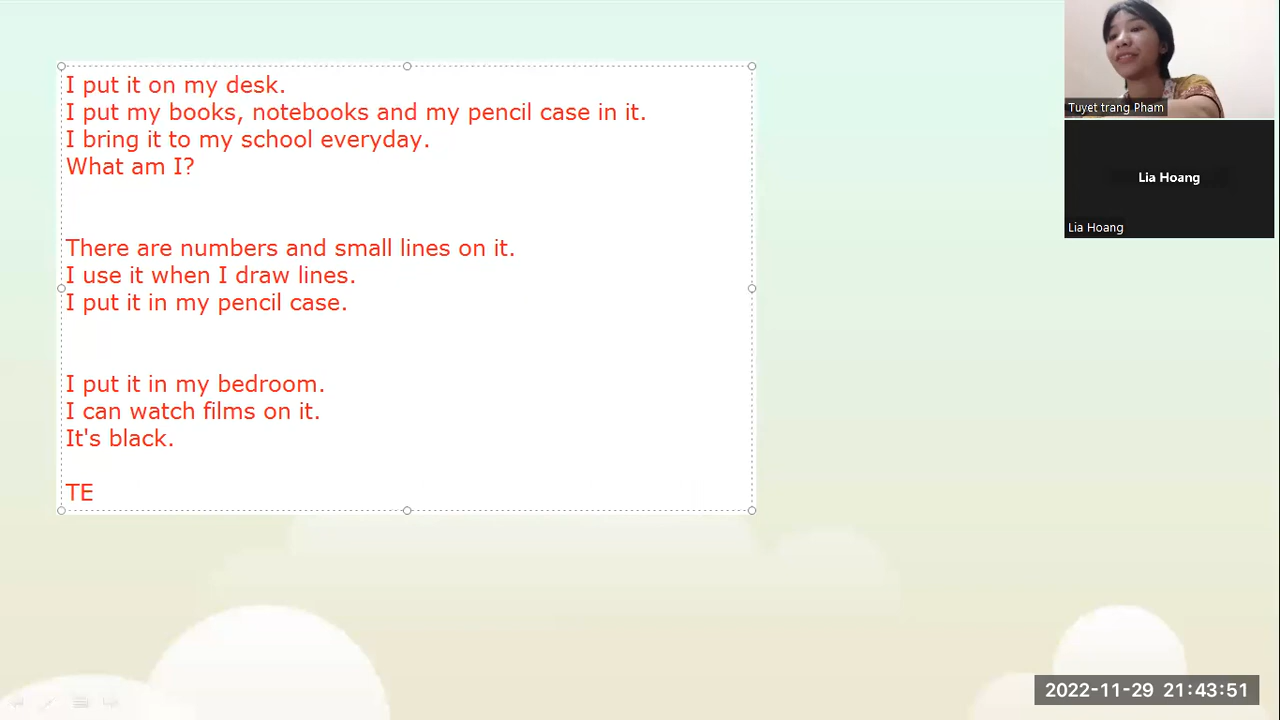 I put it on my desk.
I put my books, notebooks and my pencil case in it.
I bring it to my school everyday.
What am I?
There are numbers and small lines on it.
I use it when I draw lines.
I put it in my pencil case.
I put it in my bedroom.
I can watch films on it.
It's black.
TE
Tuyet trang Pham
Lia Hoang
Lia Hoang
2022-11-29 21:43:51